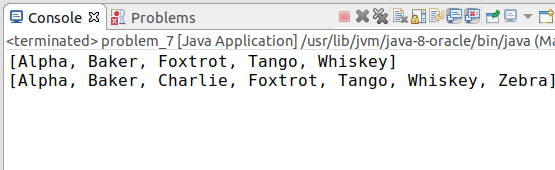 Console Problems
<terminated> problem_7 [Java Application] /usr/lib/jvm/java-8-oracle/bin/java (Ma
[Alpha, Baker, Foxtrot, Tango, Whiskey]
[Alpha, Baker, Charlie, Foxtrot, Tango, Whiskey, Zebra]